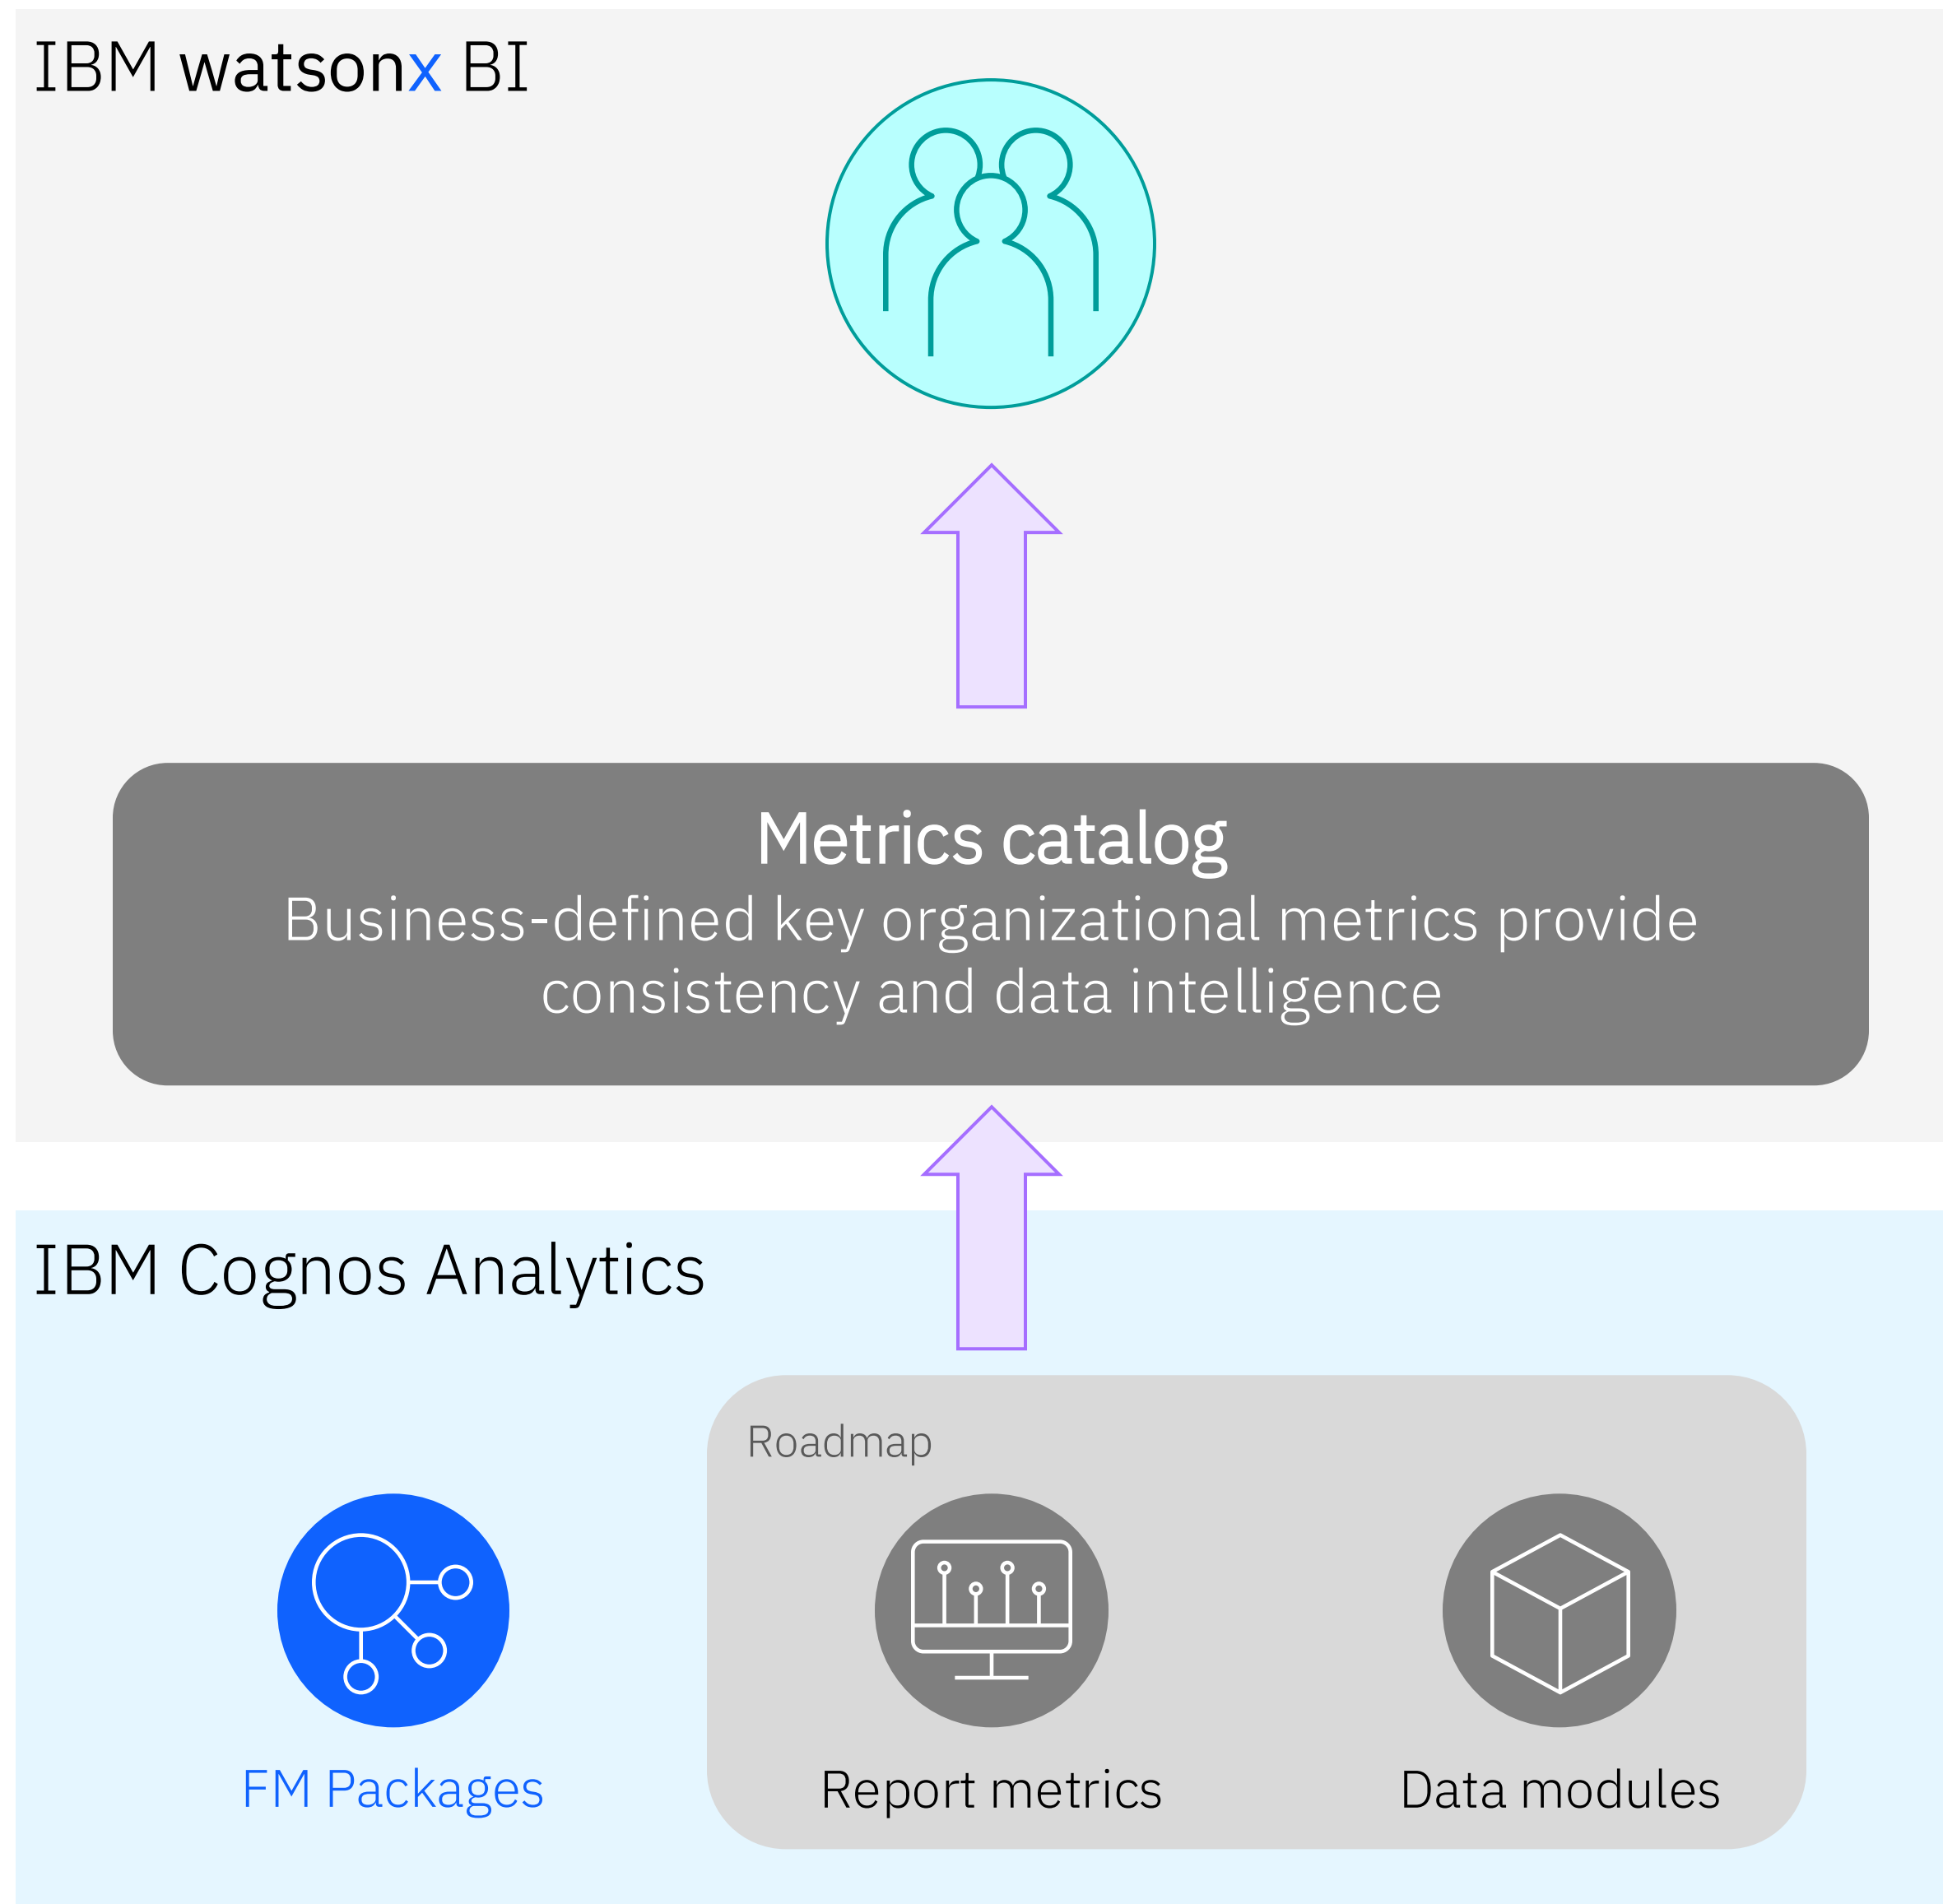 IBM watsonx BI
Metrics catalog
Business-defined key organizational metrics provide
consistency and data intelligence
IBM Cognos Analytics
Roadmap
FM Packages
Report metrics
Data modules